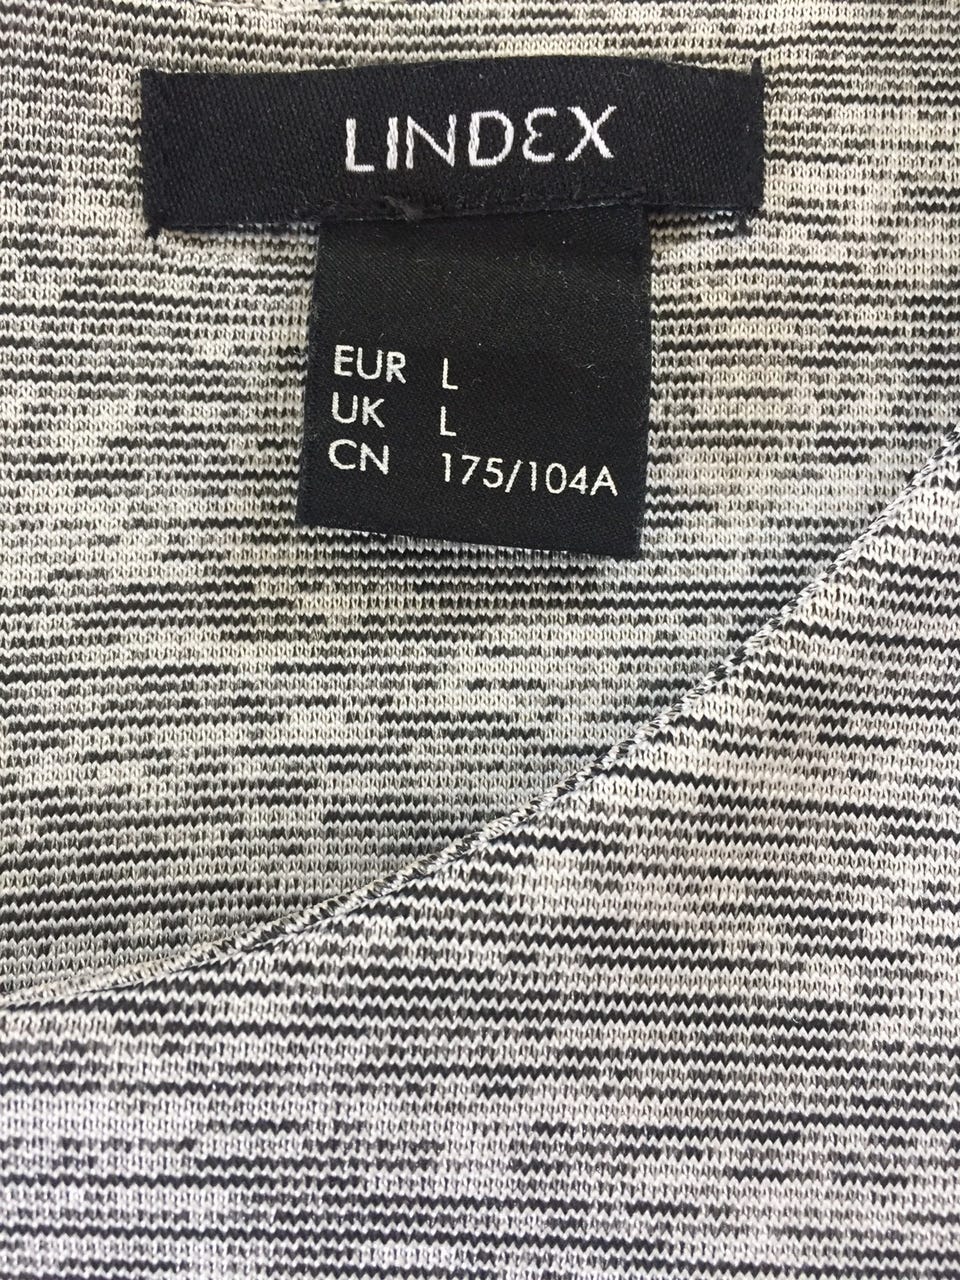 LINDEX
EUR L
UK L
CN 175/104A